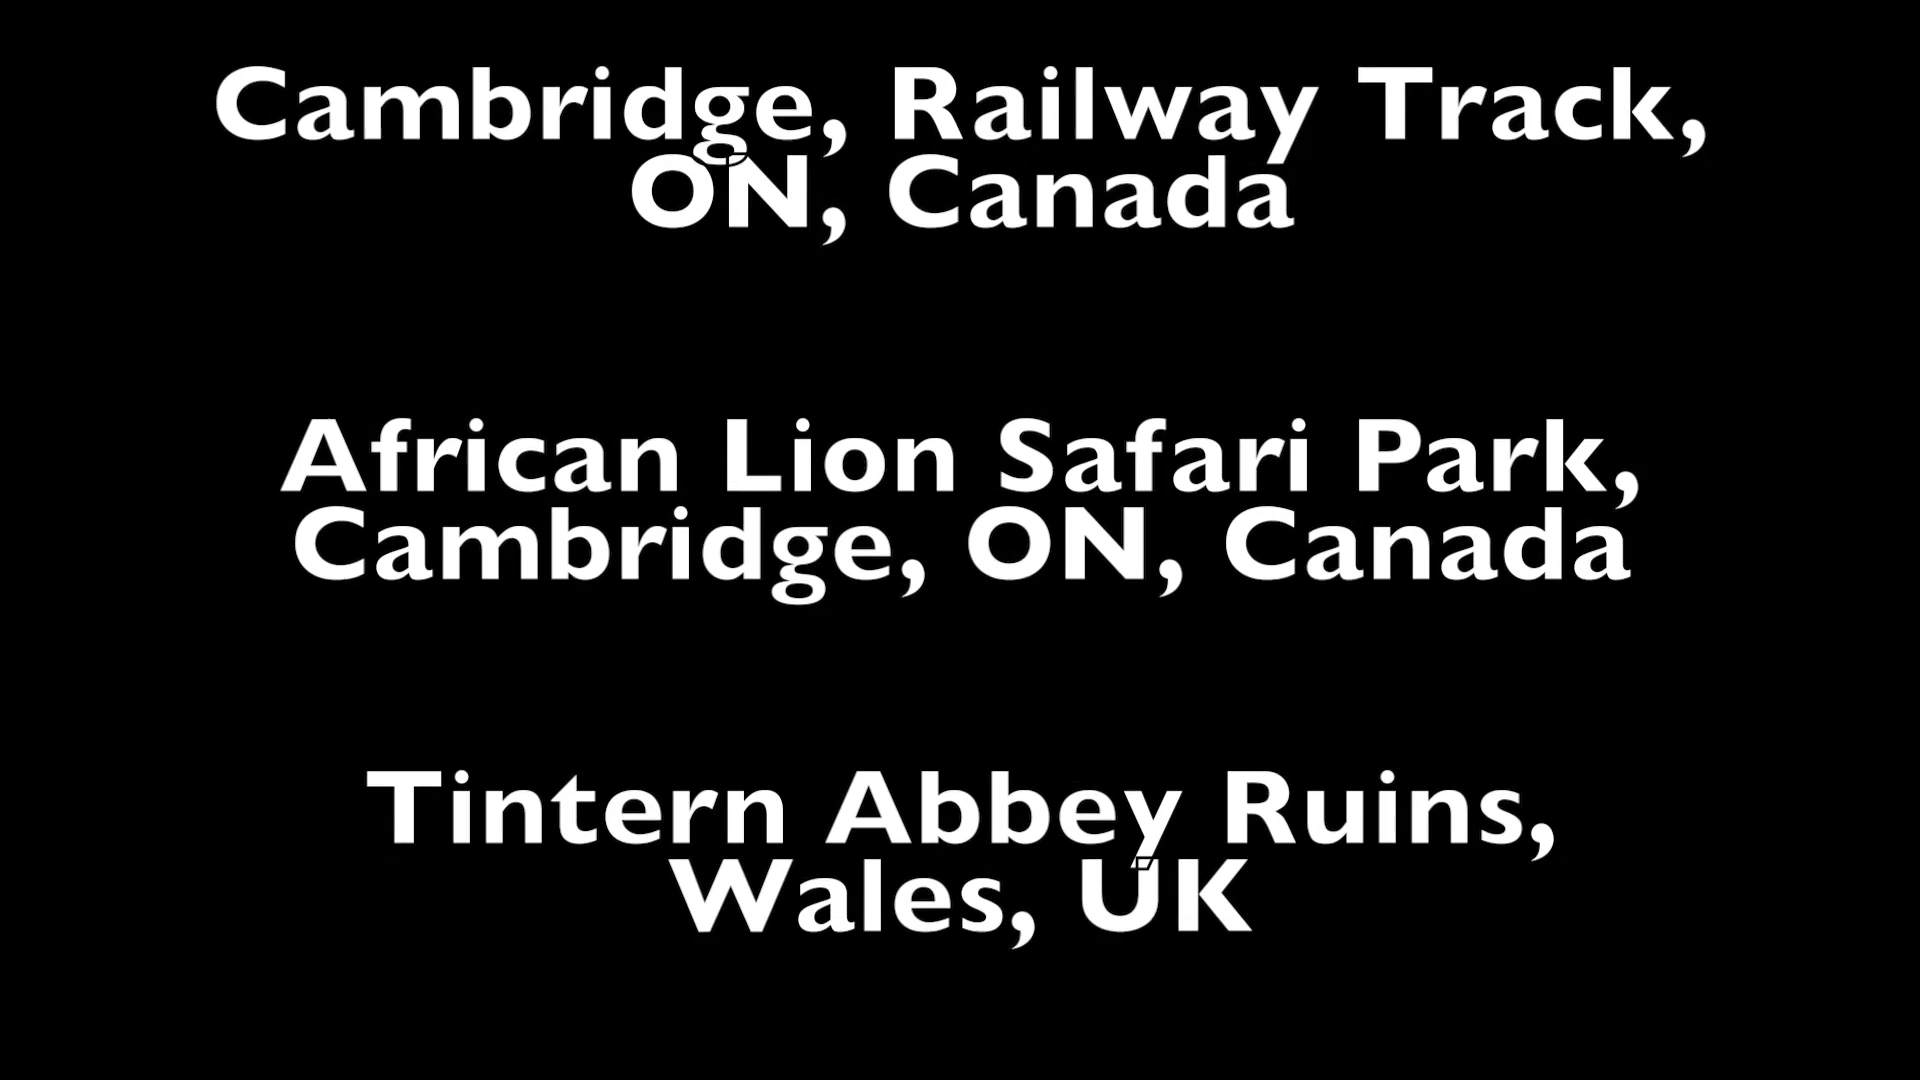 Cambridge, Railway Track,
ON, Canada
African Lion Safari Park,
Cambridge, ON, Canada
Tintern Abbey Ruins,
Wales, UK